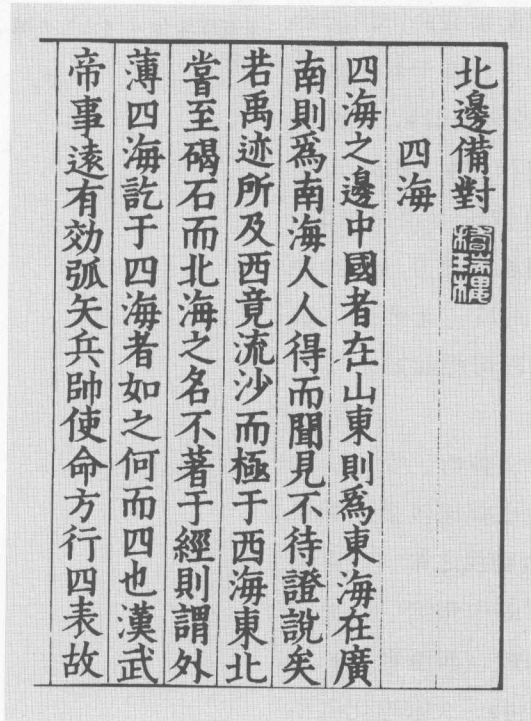 北邊備對
四海
四海之邊中國者在山東則爲東海在廣
南則爲南海人人得而聞見不待證說矣
若禹迹所及西竟流沙而極于西海東北
嘗至碣石而北海之名不著于經則謂外
薄四海訖于四海者如之何而四也漢武
帝事遠有効弧矢兵帥使命方行四表故